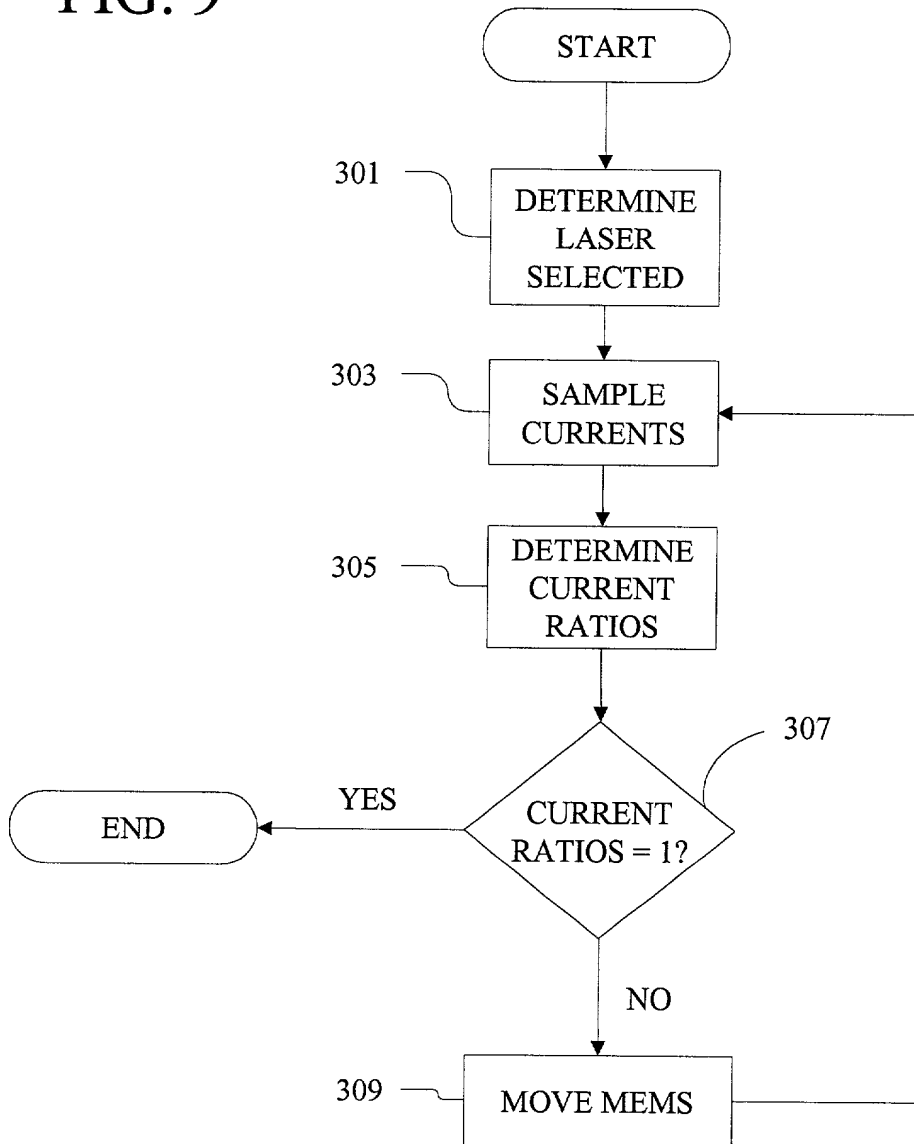 FIG. 9
START
301
DETERMINE
LASER
SELECTED
303
SAMPLE
CURRENTS
305
DETERMINE
CURRENT
RATIOS
307
CURRENT
RATIOS = 1?
YES
END
NO
309
MOVE MEMS